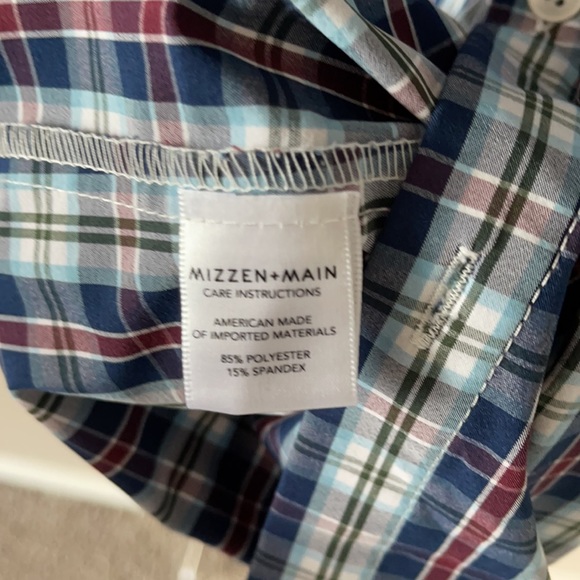 MIZZEN+MAIN
CARE INSTRUCTIONS
AMERICAN MADE
OF IMPORTED MATERIALS
85% POLYESTER
15% SPANDEX